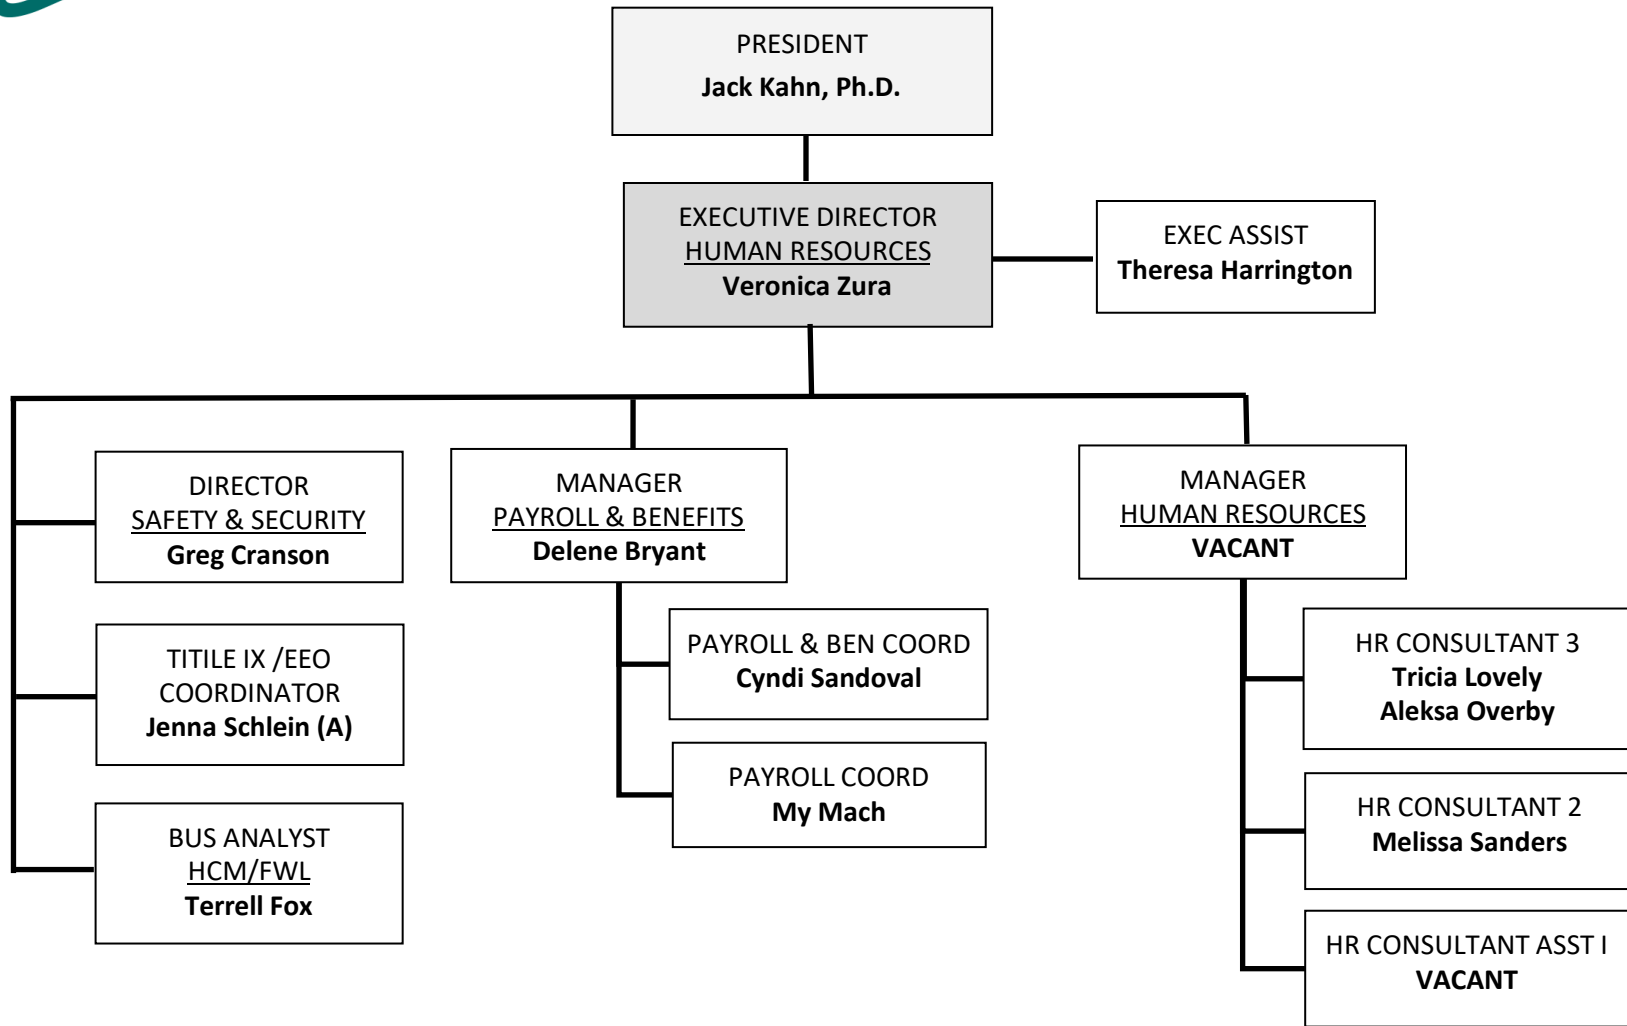 PRESIDENT
Jack Kahn, Ph.D.
EXECUTIVE DIRECTOR
HUMAN RESOURCES
Veronica Zura
EXEC ASSIST
Theresa Harrington
DIRECTOR
SAFETY & SECURITY
Greg Cranson
TITILE IX /EEO
COORDINATOR
Jenna Schlein (A)
BUS ANALYST
HCM/FWL
Terrell Fox
MANAGER
PAYROLL & BENEFITS
Delene Bryant
PAYROLL & BEN COORD
Cyndi Sandoval
PAYROLL COORD
My Mach
MANAGER
HUMAN RESOURCES
VACANT
HR CONSULTANT 3
Tricia Lovely
Aleksa Overby
HR CONSULTANT 2
Melissa Sanders
HR CONSULTANT ASST I
VACANT